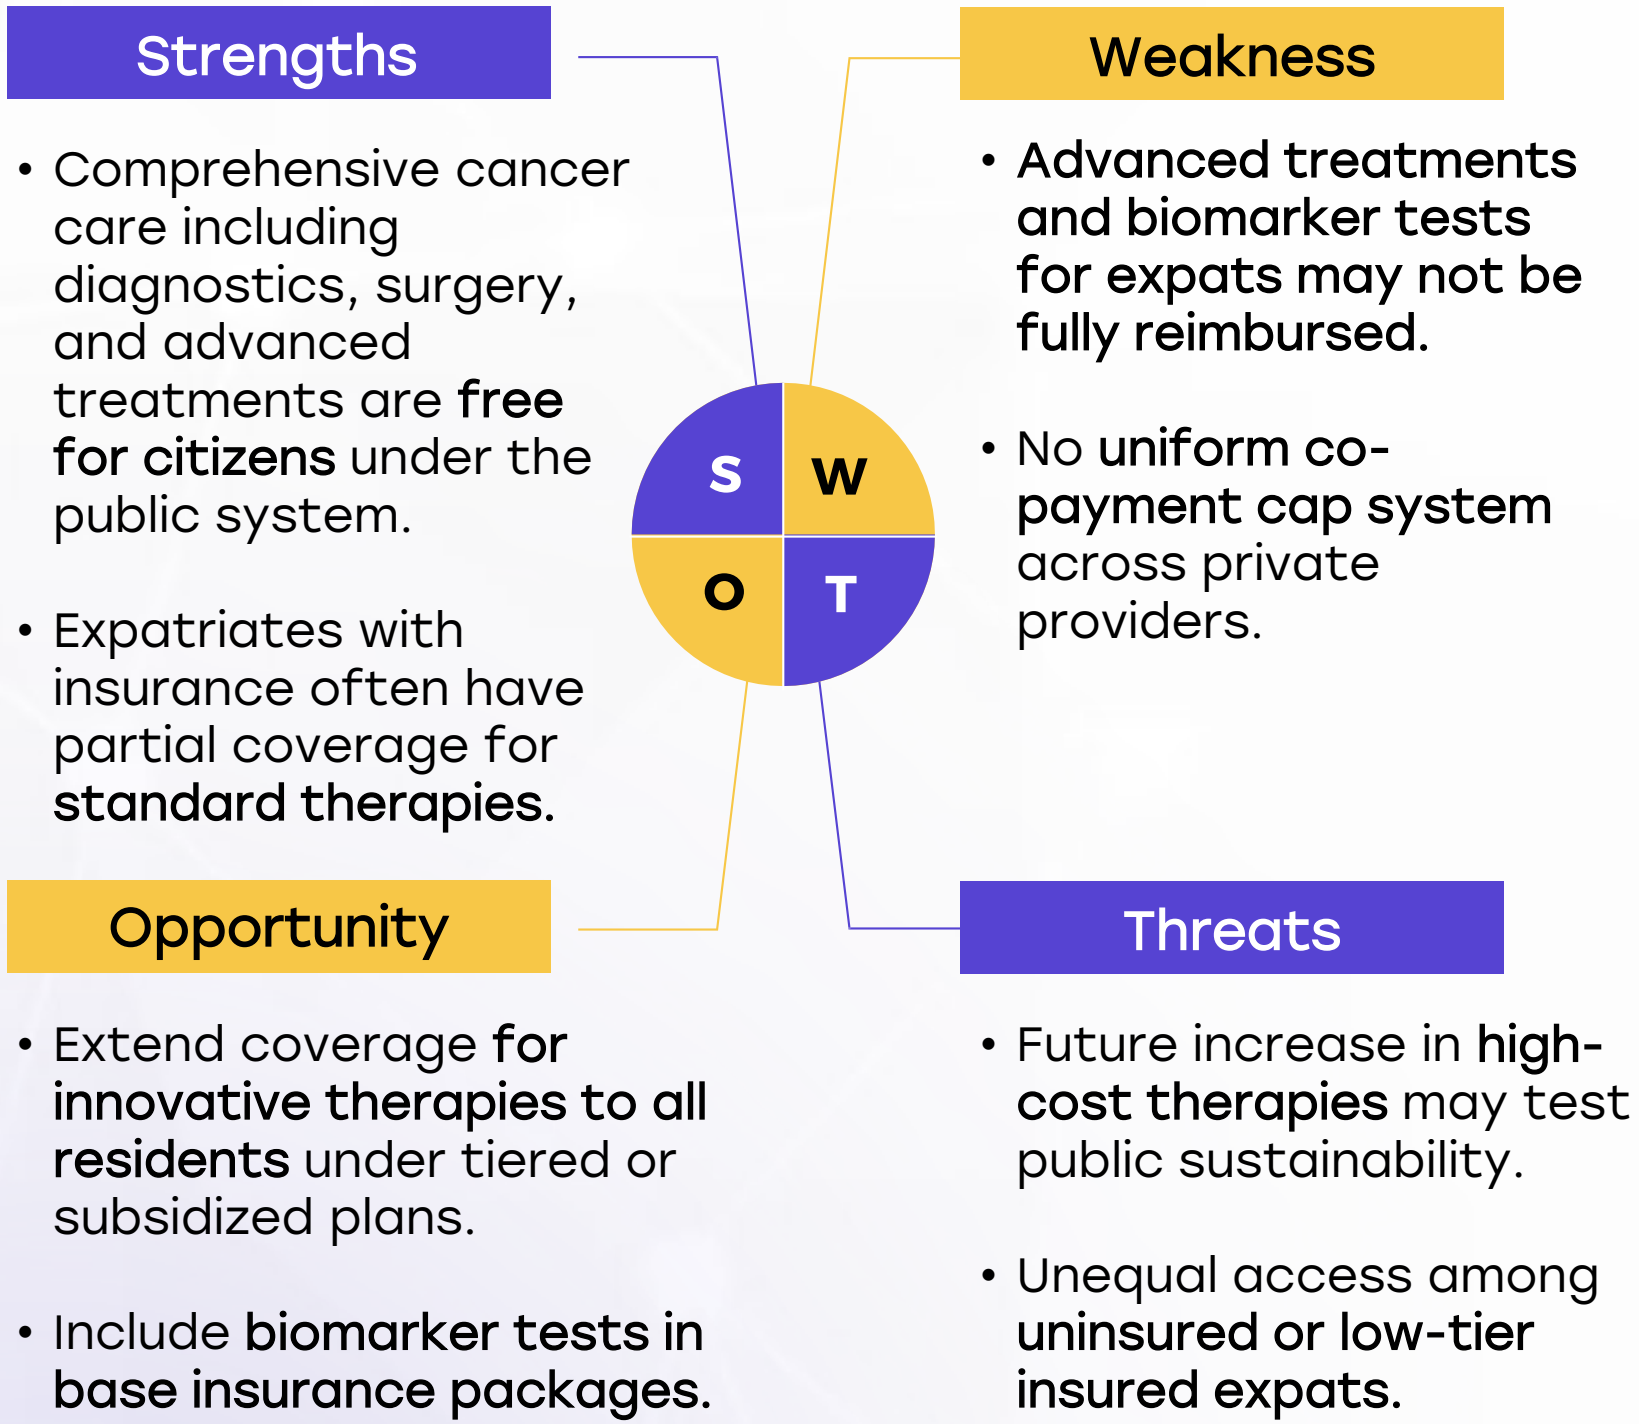 Strengths
• Comprehensive cancer
care including
diagnostics, surgery,
and advanced
treatments are free
for citizens under the
public system.
• Expatriates with
insurance often have
partial coverage for
standard therapies.
Weakness
• Advanced treatments
and biomarker tests
for expats may not be
fully reimbursed.
• No uniform co-
payment cap system
across private
providers.
S
W
O
T
Opportunity
• Extend coverage for
innovative therapies to all
residents under tiered or
subsidized plans.
• Include biomarker tests in
base insurance packages.
Threats
• Future increase in high-
cost therapies may test
public sustainability.
• Unequal access among
uninsured or low-tier
insured expats.